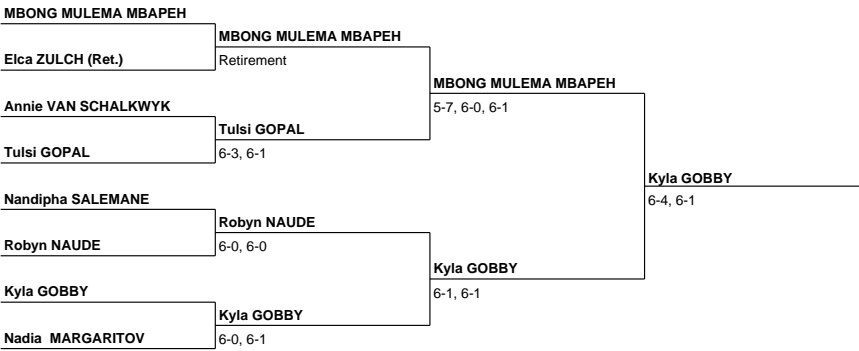 MBONG MULEMA MBAPEH
MBONG MULEMA MBAPEH
Elca ZULCH (Ret.)
Retirement
MBONG MULEMA MBAPEH
Annie VAN SCHALKWYK
5-7, 6-0, 6-1
Tulsi GOPAL
Tulsi GOPAL
6-3, 6-1
Kyla GOBBY
Nandipha SALEMANE
6-4, 6-1
Robyn NAUDE
Robyn NAUDE
6-0, 6-0
Kyla GOBBY
Kyla GOBBY
6-1, 6-1
Kyla GOBBY
Nadia  MARGARITOV
6-0, 6-1